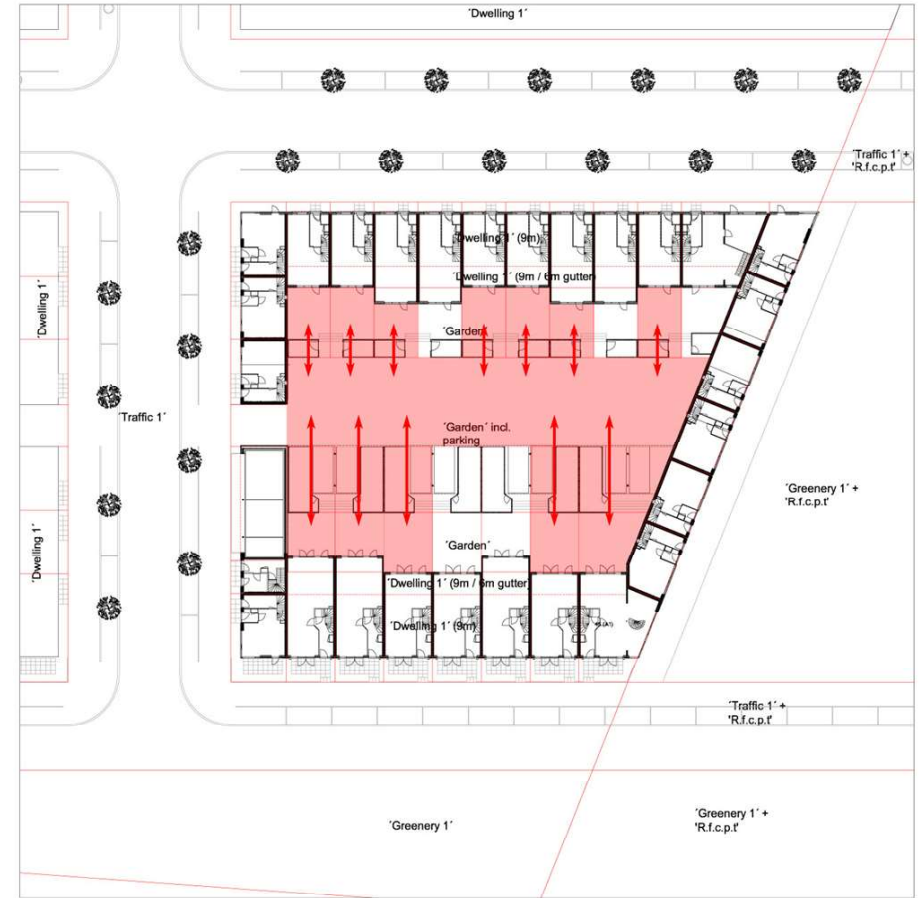 ´Dwelling 1´
´Traffic 1´ +
'R.f.c.p.t'
´Dwelling 1´ (9m)
´Dwelling 1´ (9m / 6m gutter)
´Dwelling 1´
´Garden´
´Traffic 1´
´Garden´ incl.
parking
´Greenery 1´ +
'R.f.c.p.t'
´Garden´
´Dwelling 1´
´Dwelling 1´ (9m / 6m gutter)
´Dwelling 1´ (9m)
´Traffic 1´ +
'R.f.c.p.t'
´Greenery 1´
´Greenery 1´ +
'R.f.c.p.t'